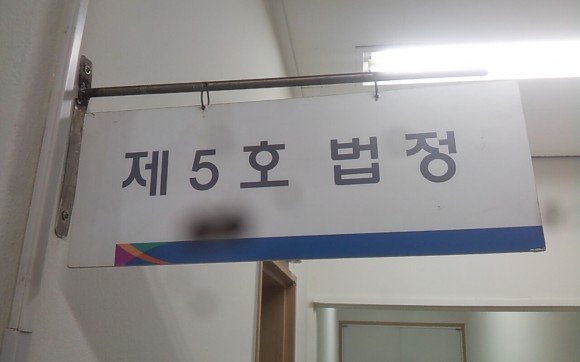 제 5 호 법 정